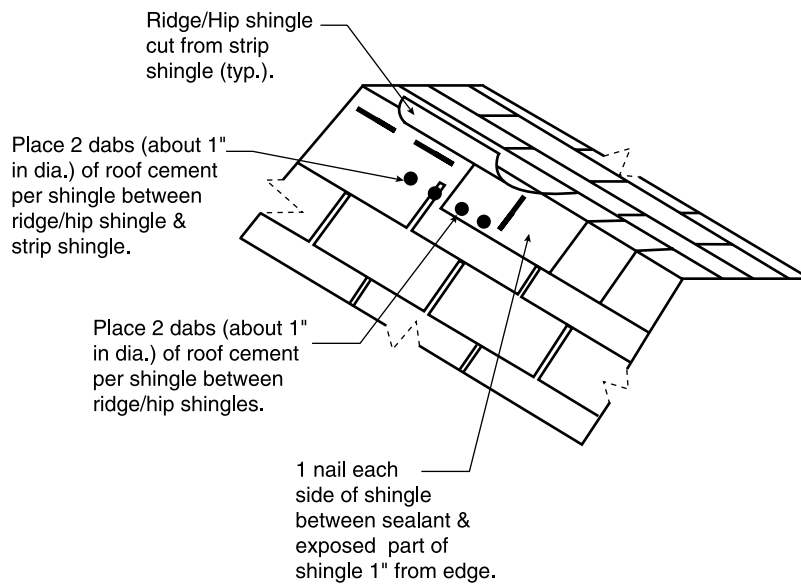 Ridge/Hip shingle
cut from strip
shingle (typ.).
Place 2 dabs (about 1"
in dia.) of roof cement
per shingle between
ridge/hip shingle &
strip shingle.
Place 2 dabs (about 1"
in dia.) of roof cement
per shingle between
ridge/hip shingles.
1 nail each
side of shingle
between sealant &
exposed part of
shingle 1" from edge.